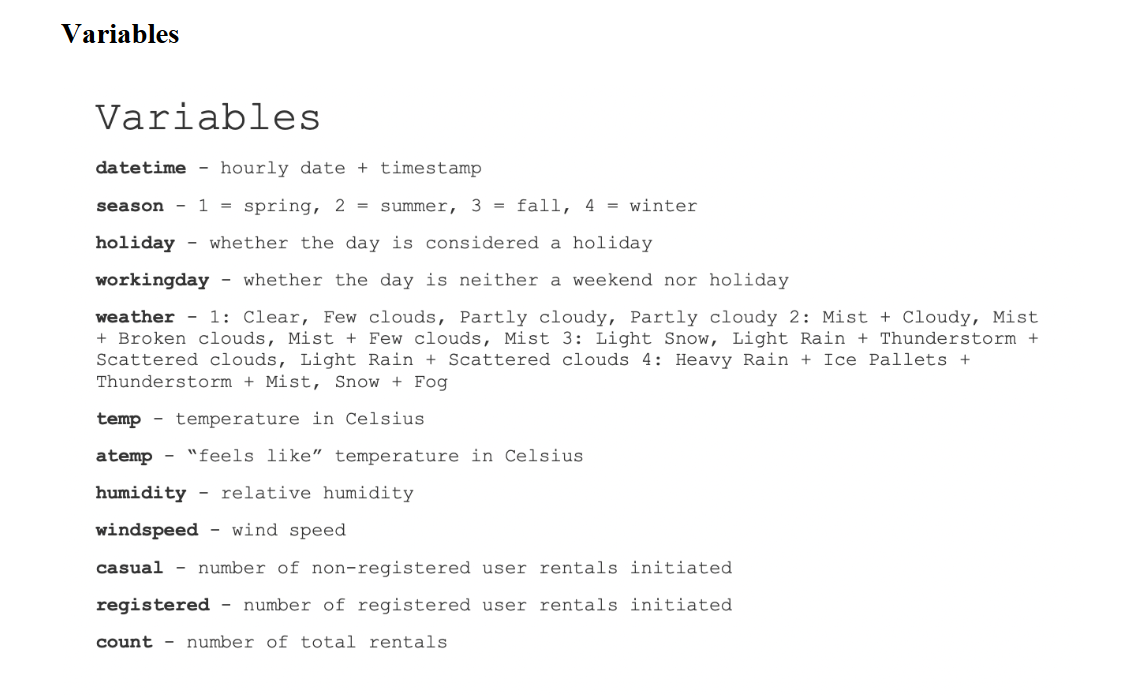 Variables
Variables
datetime - hourly date + timestamp
season - 1 = spring, 2 = summer, 3 = fall, 4 = winter
holiday - whether the day is considered a holiday
workingday - whether the day is neither a weekend nor holiday
weather - 1: Clear, Few clouds, Partly cloudy, Partly cloudy 2: Mist + Cloudy, Mist
+ Broken clouds, Mist + Few clouds, Mist 3: Light Snow, Light Rain + Thunderstorm +
Scattered clouds, Light Rain + Scattered clouds 4: Heavy Rain + Ice Pallets +
Thunderstorm + Mist, Snow + Fog
temp - temperature in Celsius
atemp - “feels like” temperature in Celsius
humidity - relative humidity
windspeed - wind speed
casual - number of non-registered user rentals initiated
registered - number of registered user rentals initiated
count - number of total rentals